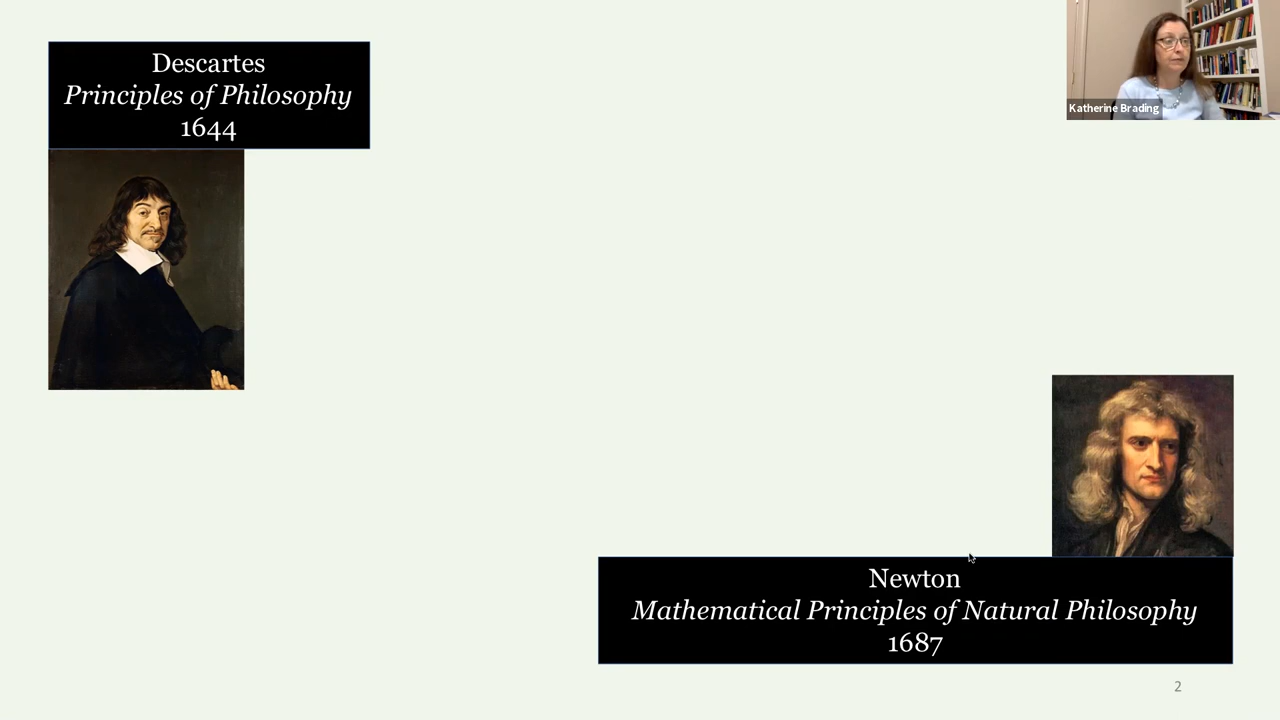 Descartes
Principles of Philosophy
1644
Katherine Brading
Newton
Mathematical Principles of Natural Philosophy
1687
2